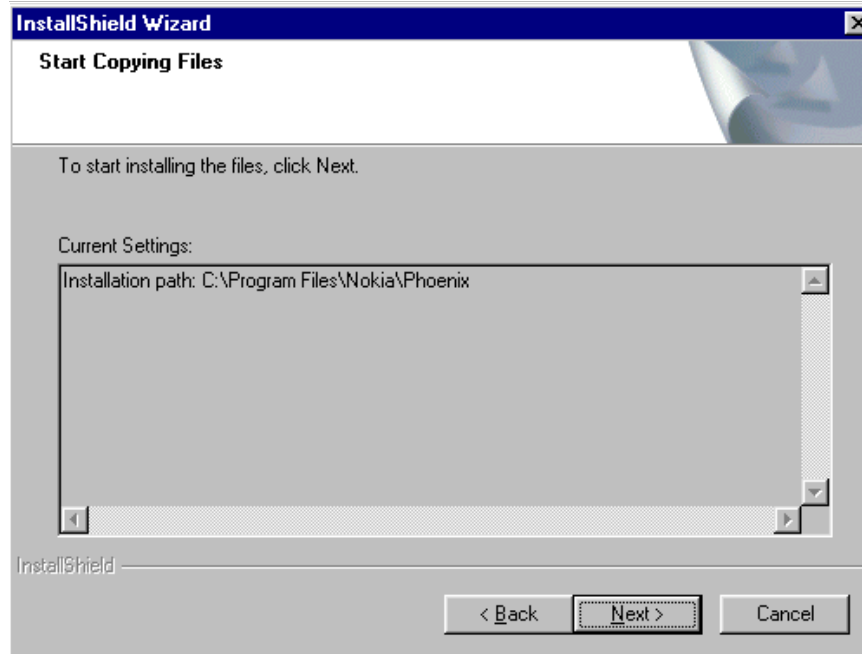 InstallShield Wizard
Start Copying Files
To start installing the files, click Next.
Current Settings:
Installation path: C:\Program Files\Nokia\Phoenix
InstallShield
< Back Next > Cancel